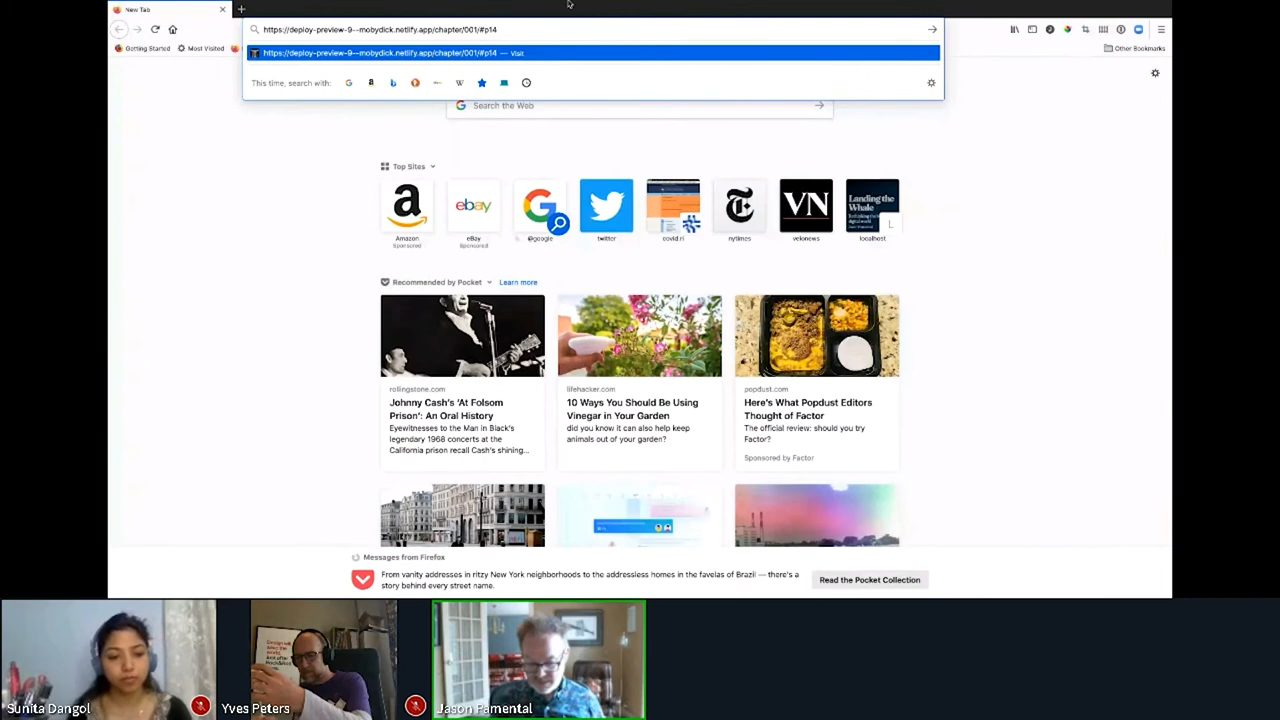 New Tab
https://deploy-preview-9--mobydick.netlify.app/chapter/001/#p14
Getting Started
Most Visited
https://deploy-preview-9--mobydick.netlify.app/chapter/001/#p14 — Visit
Other Bookmarks
This time, search with:
Search the Web
Top Sites
Landing the
Whale
VN
L
Amazon
Sponsored
eBay
Sponsored
@google
twitter
covid.ri
nytimes
velonews
localhost
Recommended by Pocket
Learn more
rollingstone.com
Johnny Cash's 'At Folsom
Prison': An Oral History
Eyewitnesses to the Man in Black's
legendary 1968 concerts at the
California prison recall Cash's shining...
lifehacker.com
10 Ways You Should Be Using
Vinegar in Your Garden
did you know it can also help keep
animals out of your garden?
popdust.com
Here's What Popdust Editors
Thought of Factor
The official review: should you try
Factor?
Sponsored by Factor
Messages from Firefox
From vanity addresses in ritzy New York neighborhoods to the addressless homes in the favelas of Brazil — there's a
story behind every street name.
Read the Pocket Collection
Sunita Dangol
Yves Peters
Jason Pamental